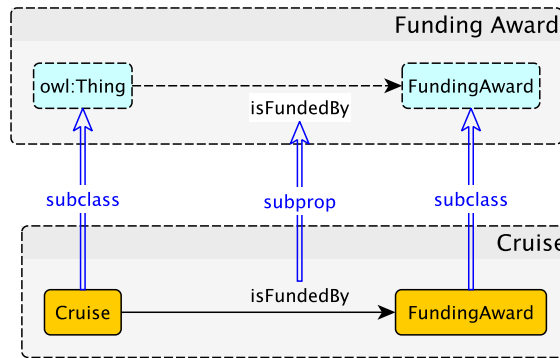 Funding Award
owl:Thing
FundingAward
isFundedBy
subclass
subprop
subclass
Cruise
isFundedBy
Cruise
FundingAward